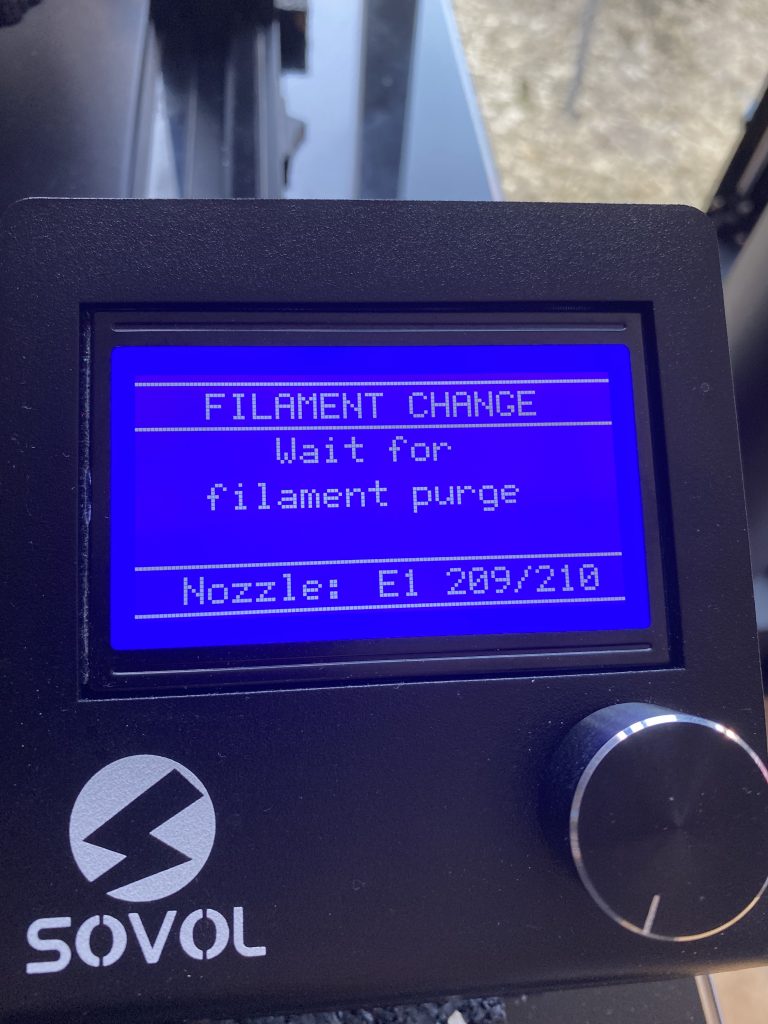 FILAMENT CHANGE
Wait for
filament purge
Nozzle: E1 209/210
SOVOL